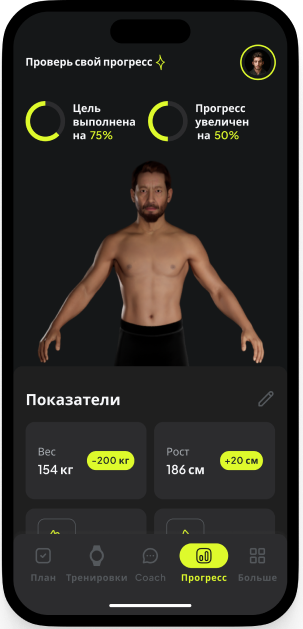 Проверь свой прогресс
Цель
выполнена
на 75%
Прогресс
увеличен
на 50%
Показатели
Вес
154 кг
-200 кг
Рост
186 см
+20 см
План
Тренировки
Coach
Прогресс
Больше